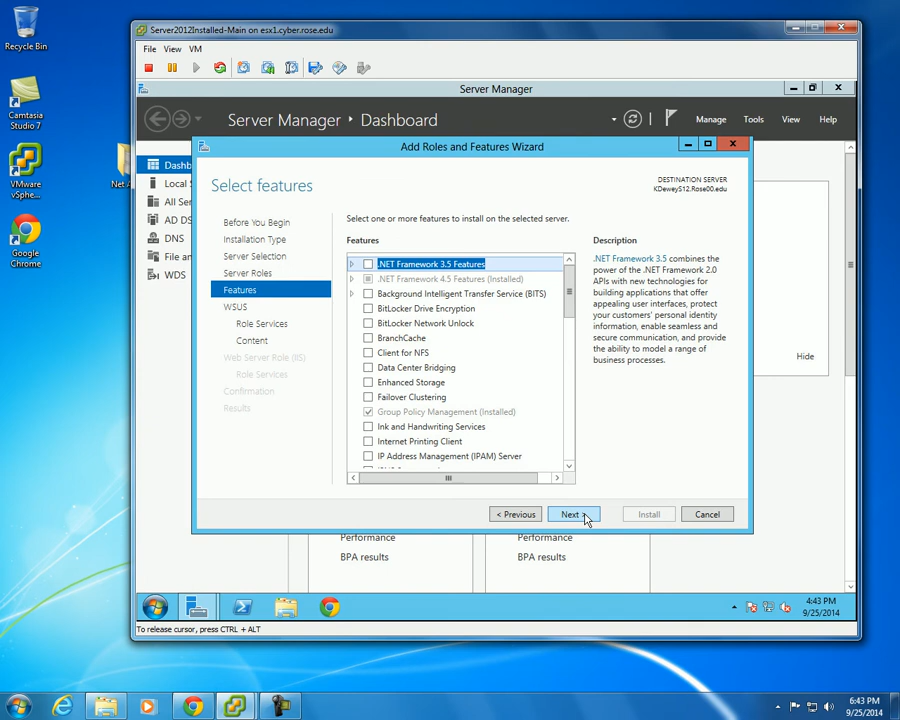 Recycle Bin
Camtasia
Studio 7
VMware
vSphe...
Google
Chrome
Net A
Server2012Installed-Main on esx1.cyber.rose.edu
File View VM
Server Manager
Server Manager ‣ Dashboard
Manage Tools View Help
Dashb
Local S
All Ser
AD DS
DNS
File an
WDS
Hide
Add Roles and Features Wizard
Select features
DESTINATION SERVER
KDeweyS12.Rose00.edu
Before You Begin
Installation Type
Server Selection
Server Roles
Features
WSUS
Role Services
Content
Web Server Role (IIS)
Role Services
Confirmation
Results
Select one or more features to install on the selected server.
Features
.NET Framework 3.5 Features
.NET Framework 4.5 Features (Installed)
Background Intelligent Transfer Service (BITS)
BitLocker Drive Encryption
BitLocker Network Unlock
BranchCache
Client for NFS
Data Center Bridging
Enhanced Storage
Failover Clustering
Group Policy Management (Installed)
Ink and Handwriting Services
Internet Printing Client
IP Address Management (IPAM) Server
Description
.NET Framework 3.5 combines
the power of the .NET Framework 2.0
APIs with new technologies for
building applications that offer
appealing user interfaces, protect
your customers' personal identity
information, enable seamless and
secure communication, and provide
the ability to model a range of
business processes.
< Previous
Next >
Install
Cancel
Performance
BPA results
Performance
BPA results
4:43 PM
9/25/2014
To release cursor, press CTRL + ALT
6:43 PM
9/25/2014